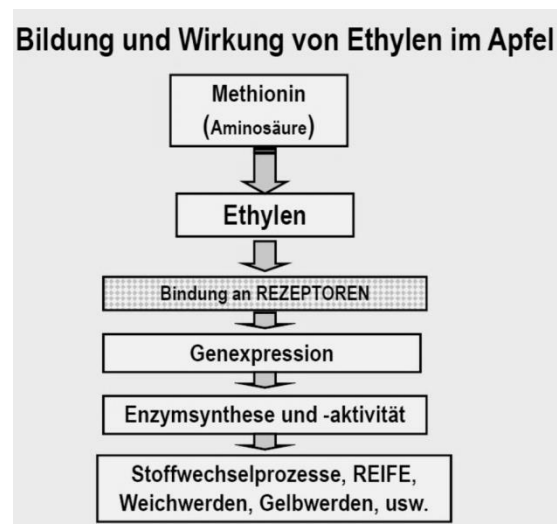 Bildung und Wirkung von Ethylen im Apfel
Methionin
(Aminosäure)
Ethylen
Bindung an REZEPTOREN
Genexpression
Enzymsynthese und -aktivität
Stoffwechselprozesse, REIFE,
Weichwerden, Gelbwerden, usw.